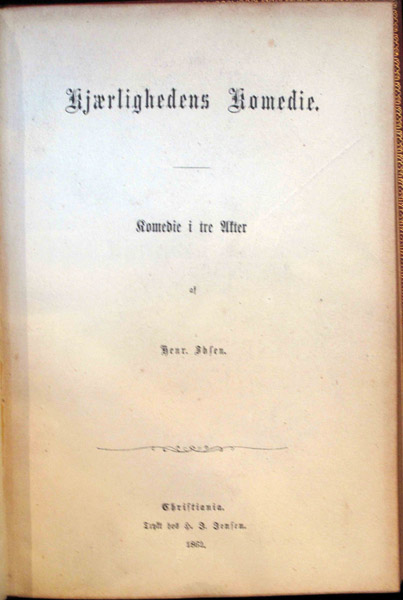 Kjærlighedens Komedie.
Komedie i tre Akter
af
Henr. Ibsen.
Christiania.
Trykt hos H. J. Jensen.
1862.